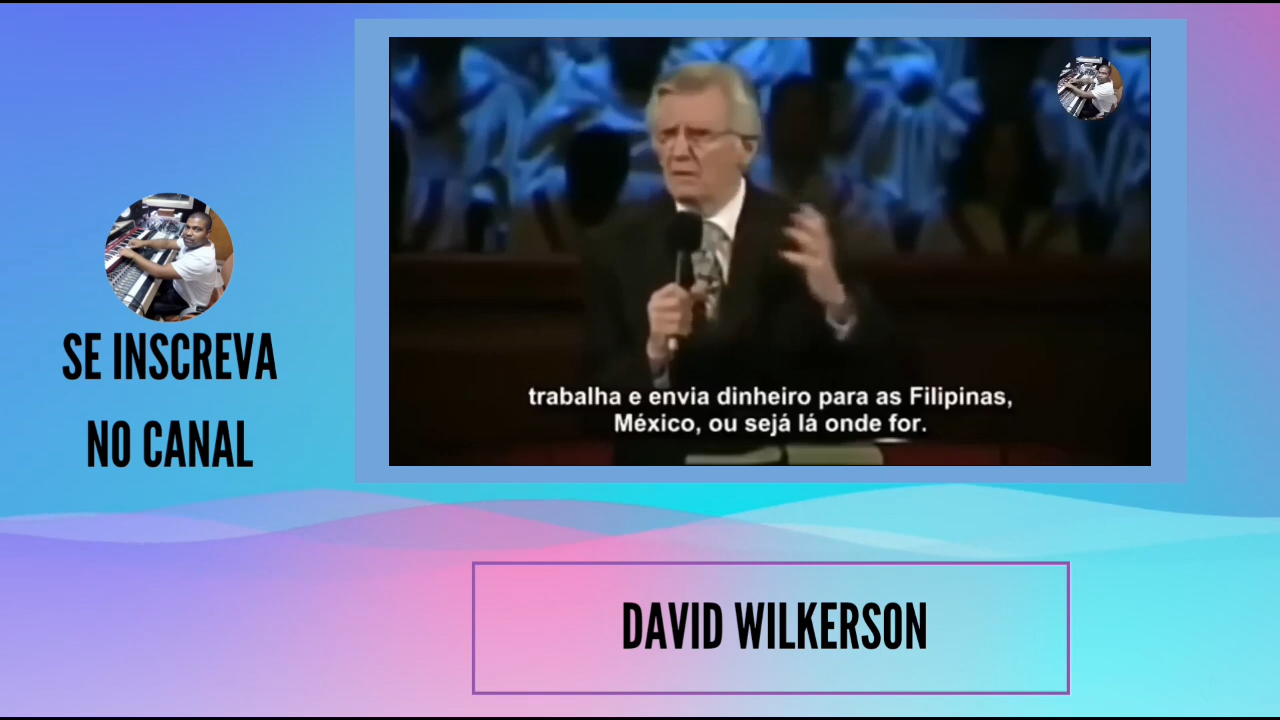 SE INSCREVA
NO CANAL
trabalha e envia dinheiro para as Filipinas,
México, ou sejá lá onde for.
DAVID WILKERSON